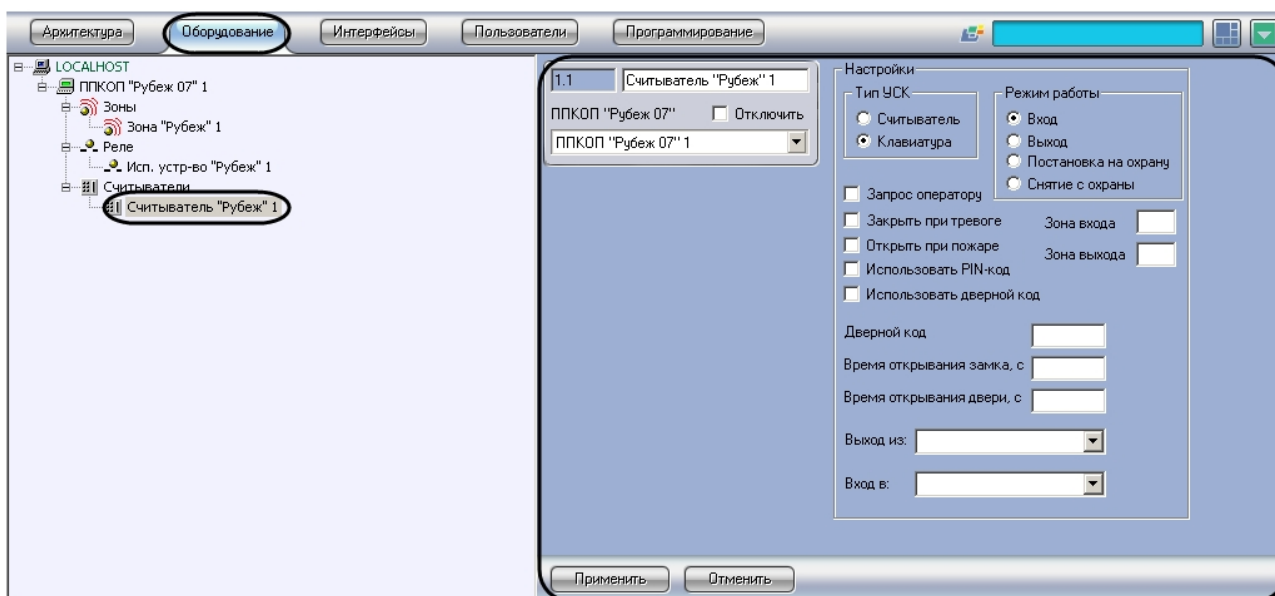 Архитектура Оборудование Интерфейсы Пользователи Программирование
LOCALHOST
ППКОП "Рубеж 07" 1
Зоны
Зона "Рубеж" 1
Реле
Исп. устр-во "Рубеж" 1
Считыватели
Считыватель "Рубеж" 1
1.1 Считыватель "Рубеж" 1
ППКОП "Рубеж 07" Отключить
ППКОП "Рубеж 07" 1
Настройки
Тип УСК
Считыватель
Клавиатура
Режим работы
Вход
Выход
Постановка на охрану
Снятие с охраны
Запрос оператору
Закрыть при тревоге
Открыть при пожаре
Использовать PIN-код
Использовать дверной код
Зона входа
Зона выхода
Дверной код
Время открывания замка, с
Время открывания двери, с
Выход из:
Вход в:
Применить Отменить